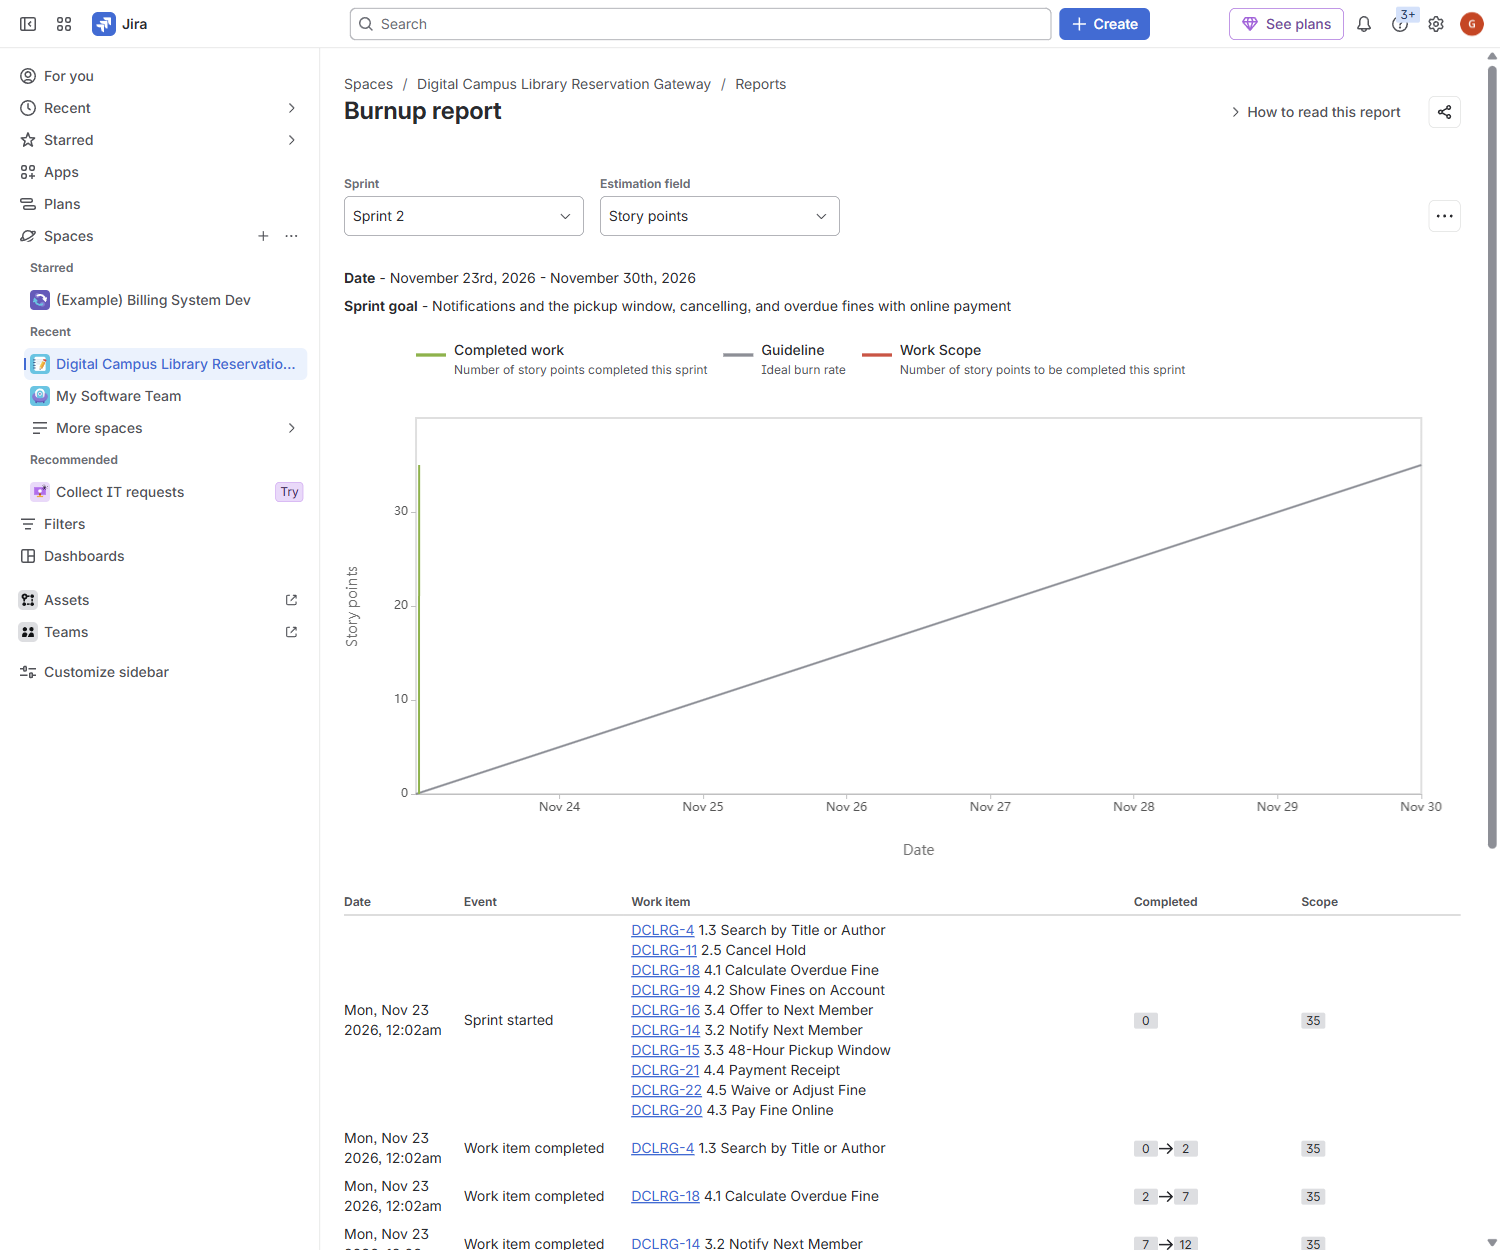 Jira
Search
Create
See plans
3+
G
For you
Recent
Starred
Apps
Plans
Spaces
Starred
(Example) Billing System Dev
Recent
Digital Campus Library Reservatio...
My Software Team
More spaces
Recommended
Collect IT requests
Try
Filters
Dashboards
Assets
Teams
Customize sidebar
Spaces / Digital Campus Library Reservation Gateway / Reports
Burnup report
How to read this report
Sprint
Estimation field
Sprint 2
Story points
Date - November 23rd, 2026 - November 30th, 2026
Sprint goal - Notifications and the pickup window, cancelling, and overdue fines with online payment
Completed work
Number of story points completed this sprint
Guideline
Ideal burn rate
Work Scope
Number of story points to be completed this sprint
Story points
30
20
10
0
Nov 24 Nov 25 Nov 26 Nov 27 Nov 28 Nov 29 Nov 30
Date
Date Event Work item Completed Scope
Mon, Nov 23 2026, 12:02am
Sprint started
DCLRG-4 1.3 Search by Title or Author
DCLRG-11 2.5 Cancel Hold
DCLRG-18 4.1 Calculate Overdue Fine
DCLRG-19 4.2 Show Fines on Account
DCLRG-16 3.4 Offer to Next Member
DCLRG-14 3.2 Notify Next Member
DCLRG-15 3.3 48-Hour Pickup Window
DCLRG-21 4.4 Payment Receipt
DCLRG-22 4.5 Waive or Adjust Fine
DCLRG-20 4.3 Pay Fine Online
0
35
Mon, Nov 23
2026, 12:02am
Work item completed
DCLRG-4 1.3 Search by Title or Author
0 → 2
35
Mon, Nov 23
2026, 12:02am
Work item completed
DCLRG-18 4.1 Calculate Overdue Fine
2 → 7
35
Mon, Nov 23
Work item completed
DCLRG-14 3.2 Notify Next Member
7 → 12
35